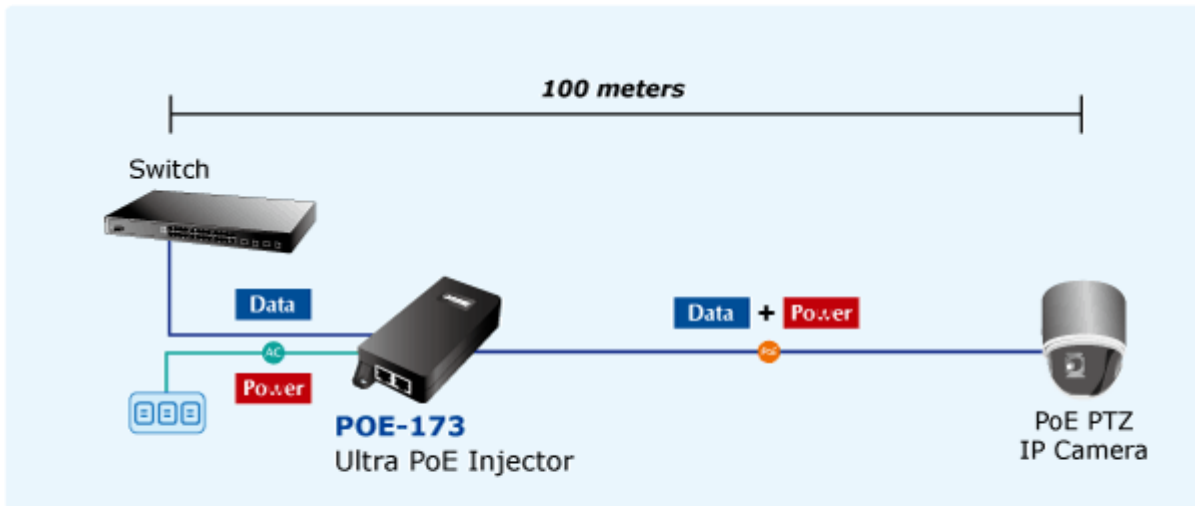 100 meters
Switch
Data
Data + Power
AC
PoE
Power
POE-173
Ultra PoE Injector
PoE PTZ
IP Camera